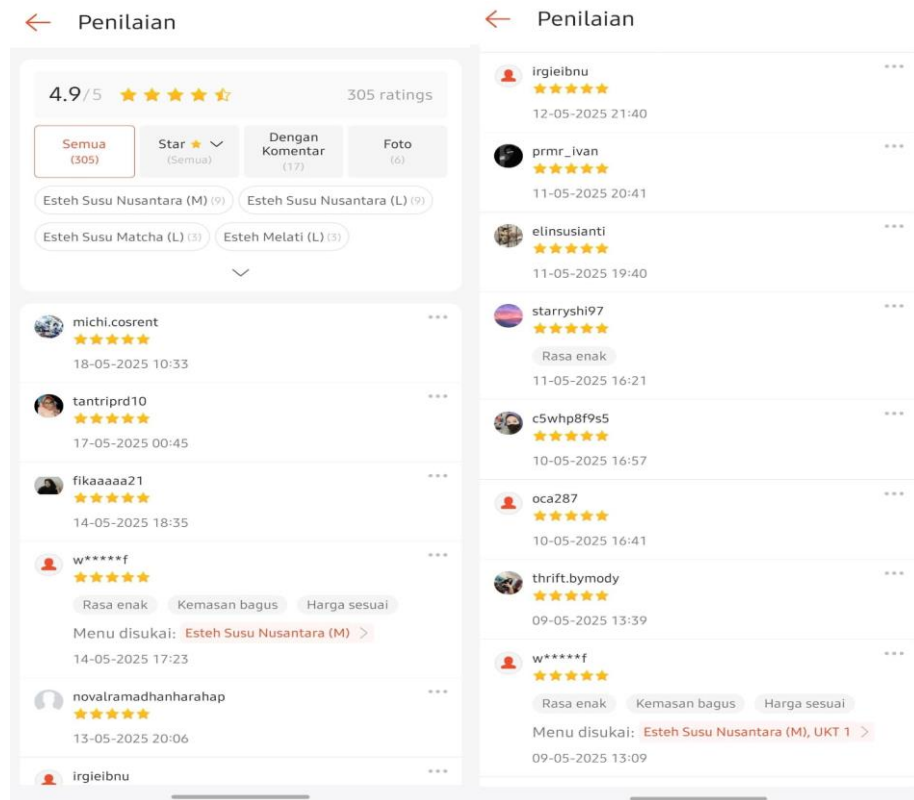 Penilaian
4.9/5 305 ratings
Semua
(305)
Star
(Semua)
Dengan
Komentar
(17)
Foto
(6)
Esteh Susu Nusantara (M) (9) Esteh Susu Nusantara (L) (9)
Esteh Susu Matcha (L) (3) Esteh Melati (L) (3)
michi.cosrent
18-05-2025 10:33
tantriprd10
17-05-2025 00:45
fikaaaaa21
14-05-2025 18:35
w*****f
Rasa enak Kemasan bagus Harga sesuai
Menu disukai: Esteh Susu Nusantara (M) >
14-05-2025 17:23
novalramadhanharahap
13-05-2025 20:06
irgieibnu
Penilaian
irgieibnu
12-05-2025 21:40
prmr_ivan
11-05-2025 20:41
elinsusianti
11-05-2025 19:40
starryshi97
Rasa enak
11-05-2025 16:21
c5whp8f9s5
10-05-2025 16:57
oca287
10-05-2025 16:41
thrift.bymody
09-05-2025 13:39
w*****f
Rasa enak Kemasan bagus Harga sesuai
Menu disukai: Esteh Susu Nusantara (M), UKT 1 >
09-05-2025 13:09